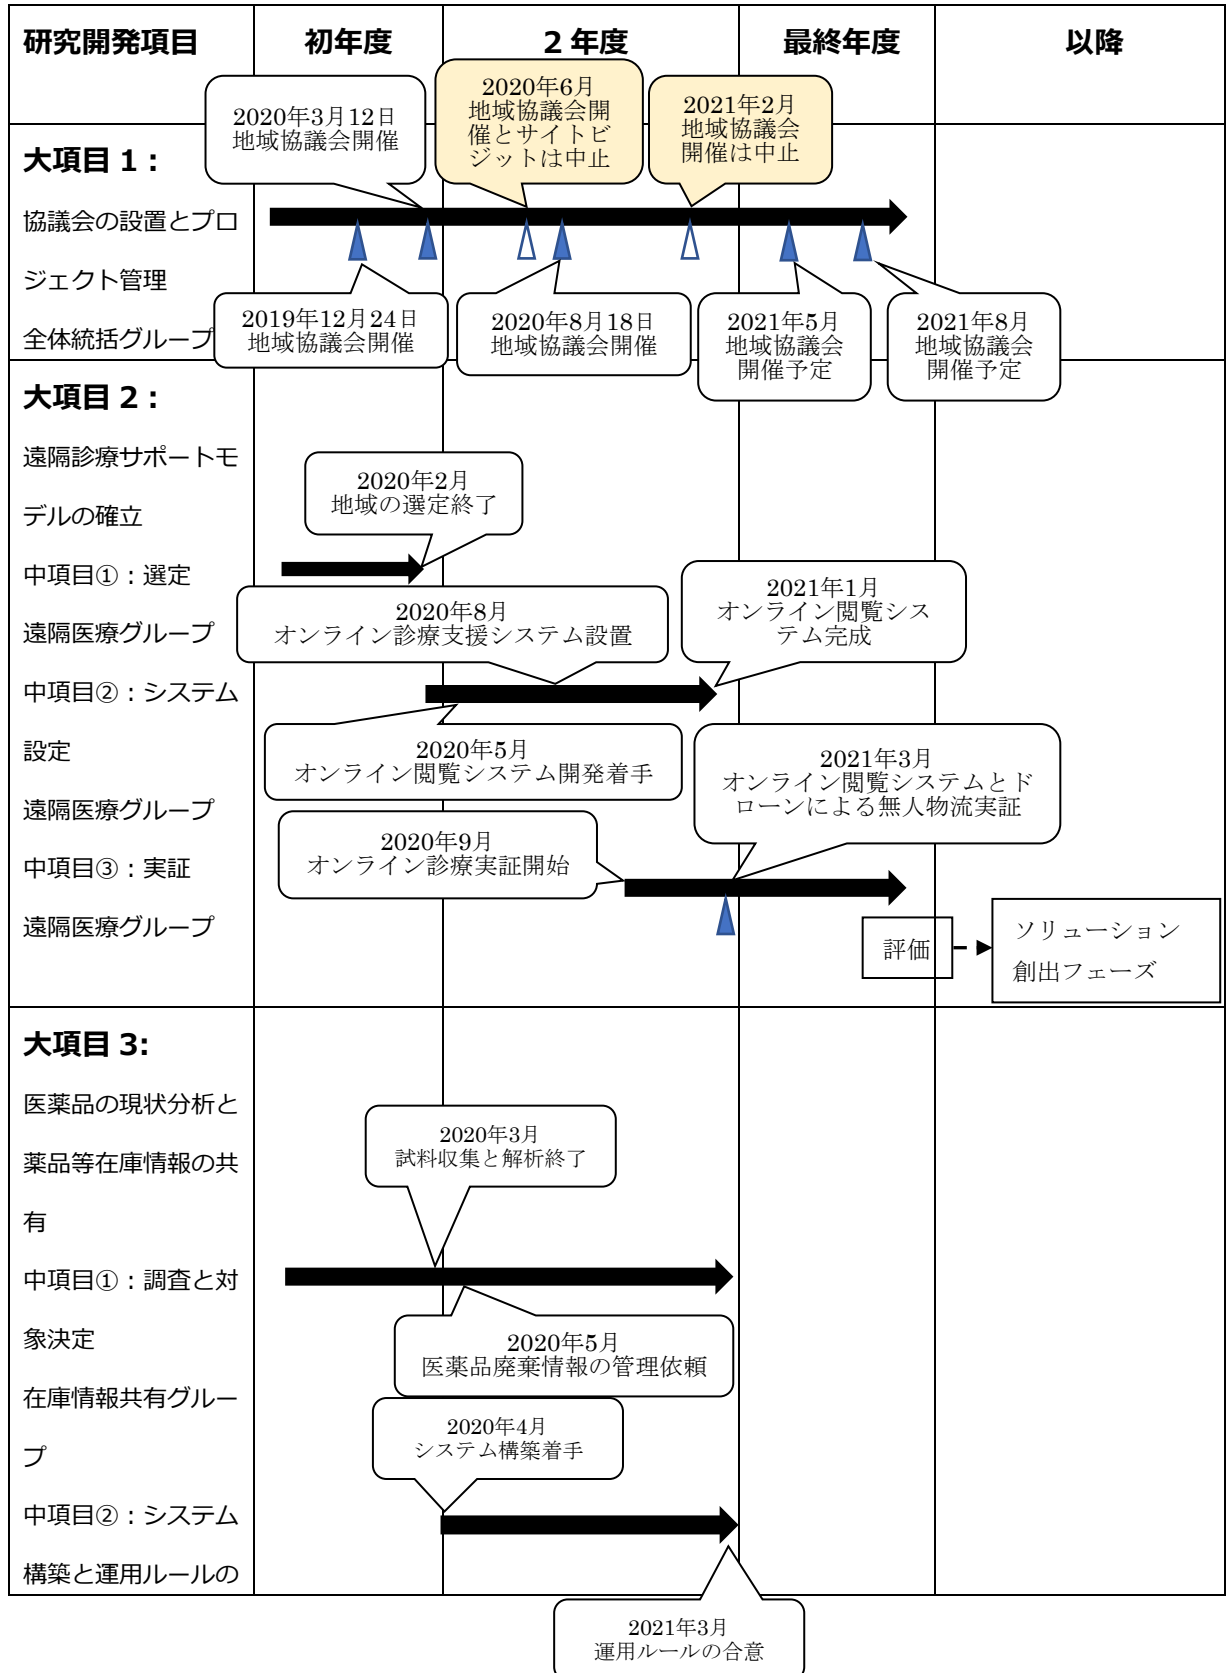 研究開発項目
初年度
2年度
最終年度
以降
大項目1：
協議会の設置とプロ
ジェクト管理
全体統括グループ
2020年3月12日
地域協議会開催
2020年6月
地域協議会開
催とサイトビ
ジットは中止
2021年2月
地域協議会
開催は中止
2019年12月24日
地域協議会開催
2020年8月18日
地域協議会開催
2021年5月
地域協議会
開催予定
2021年8月
地域協議会
開催予定
大項目2：
遠隔診療サポートモ
デルの確立
中項目①：選定
遠隔医療グループ
中項目②：システム
設定
遠隔医療グループ
中項目③：実証
遠隔医療グループ
2020年2月
地域の選定終了
2020年8月
オンライン診療支援システム設置
2021年1月
オンライン閲覧シス
テム完成
2020年5月
オンライン閲覧システム開発着手
2021年3月
オンライン閲覧システムとド
ローンによる無人物流実証
2020年9月
オンライン診療実証開始
評価
ソリューション
創出フェーズ
大項目3:
医薬品の現状分析と
薬品等在庫情報の共
有
中項目①：調査と対
象決定
在庫情報共有グルー
プ
中項目②：システム
構築と運用ルールの
2020年3月
試料収集と解析終了
2020年5月
医薬品廃棄情報の管理依頼
2020年4月
システム構築着手
2021年3月
運用ルールの合意